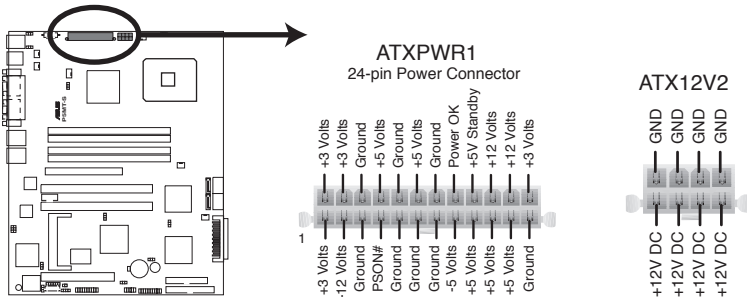 ATXPWR1
24-pin Power Connector
+3 Volts
+3 Volts
Ground
+5 Volts
Ground
+5 Volts
Ground
Power OK
+5V Standby
+12 Volts
+12 Volts
+3 Volts
1
+3 Volts
-12 Volts
Ground
PSON#
Ground
Ground
Ground
-5 Volts
+5 Volts
+5 Volts
+5 Volts
Ground
ATX12V2
GND
GND
GND
GND
+12V DC
+12V DC
+12V DC
+12V DC
ASUS
PSMT-S